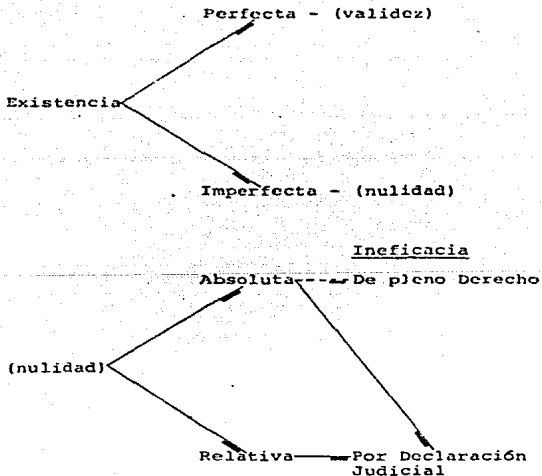 Perfecta - (validez)
Existencia
Imperfecta - (nulidad)
Ineficacia
Absoluta --- De pleno Derecho
(nulidad)
Relativa — Por Declaración
Judicial